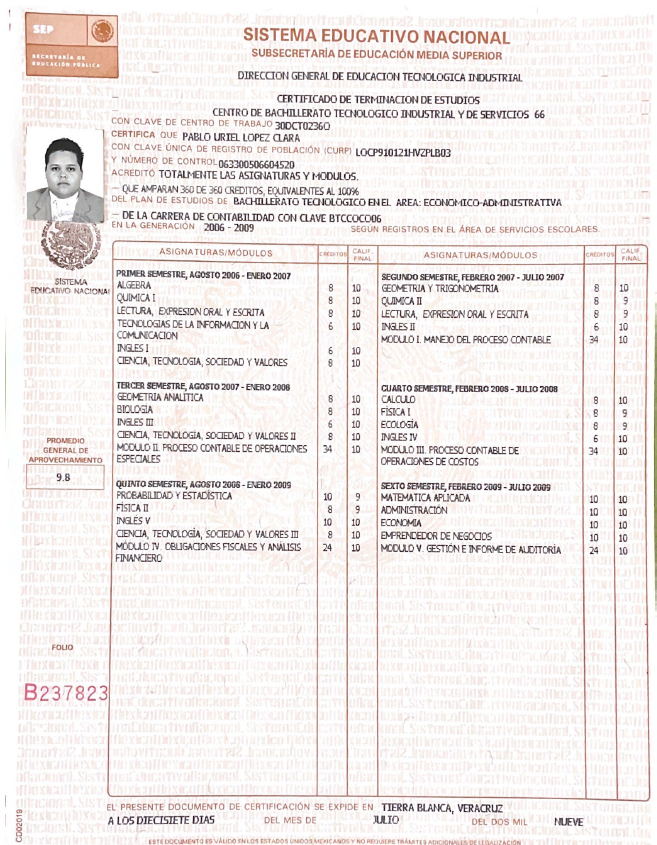 SEP
SECRETARÍA DE
EDUCACIÓN PÚBLICA
SISTEMA EDUCATIVO NACIONAL
SUBSECRETARÍA DE EDUCACIÓN MEDIA SUPERIOR
DIRECCION GENERAL DE EDUCACION TECNOLOGICA INDUSTRIAL
CERTIFICADO DE TERMINACION DE ESTUDIOS
CENTRO DE BACHILLERATO TECNOLOGICO INDUSTRIAL Y DE SERVICIOS 66
CON CLAVE DE CENTRO DE TRABAJO 30DCT0236O
CERTIFICA QUE PABLO URIEL LOPEZ CLARA
CON CLAVE ÚNICA DE REGISTRO DE POBLACIÓN (CURP) LOCP910121HVZPLB03
Y NÚMERO DE CONTROL 063300506604520
ACREDITÓ TOTALMENTE LAS ASIGNATURAS Y MODULOS.
— QUE AMPARAN 360 DE 360 CREDITOS, EQUIVALENTES AL 100%
DEL PLAN DE ESTUDIOS DE BACHILLERATO TECNOLOGICO EN EL AREA: ECONOMICO-ADMINISTRATIVA
— DE LA CARRERA DE CONTABILIDAD CON CLAVE BTCCOCO06
EN LA GENERACIÓN 2006 - 2009 SEGÚN REGISTROS EN EL ÁREA DE SERVICIOS ESCOLARES.
SISTEMA
EDUCATIVO NACIONAL
ASIGNATURAS/MÓDULOS CRÉDITOS CALIF. FINAL
PRIMER SEMESTRE, AGOSTO 2006 - ENERO 2007
ALGEBRA 8 10
QUIMICA I 8 10
LECTURA, EXPRESION ORAL Y ESCRITA 8 10
TECNOLOGIAS DE LA INFORMACION Y LA 6 10
COMUNICACION
INGLES I 6 10
CIENCIA, TECNOLOGIA, SOCIEDAD Y VALORES 8 10
TERCER SEMESTRE, AGOSTO 2007 - ENERO 2008
GEOMETRIA ANALITICA 8 10
BIOLOGIA 8 10
INGLES III 6 10
CIENCIA, TECNOLOGIA, SOCIEDAD Y VALORES II 8 10
MODULO II. PROCESO CONTABLE DE OPERACIONES 34 10
ESPECIALES
QUINTO SEMESTRE, AGOSTO 2008 - ENERO 2009
PROBABILIDAD Y ESTADÍSTICA 10 9
FÍSICA II 8 9
INGLES V 10 10
CIENCIA, TECNOLOGÍA, SOCIEDAD Y VALORES III 8 10
MODULO IV. OBLIGACIONES FISCALES Y ANALISIS 24 10
FINANCIERO
ASIGNATURAS/MÓDULOS CRÉDITOS CALIF. FINAL
SEGUNDO SEMESTRE, FEBRERO 2007 - JULIO 2007
GEOMETRIA Y TRIGONOMETRIA 8 10
QUIMICA II 8 9
LECTURA, EXPRESION ORAL Y ESCRITA 8 9
INGLES II 6 10
MODULO I. MANEJO DEL PROCESO CONTABLE 34 10
CUARTO SEMESTRE, FEBRERO 2008 - JULIO 2008
CALCULO 8 10
FÍSICA I 8 9
ECOLOGÍA 8 9
INGLES IV 6 10
MODULO III. PROCESO CONTABLE DE 34 10
OPERACIONES DE COSTOS
SEXTO SEMESTRE, FEBRERO 2009 - JULIO 2009
MATEMATICA APLICADA 10 10
ADMINISTRACIÓN 10 10
ECONOMIA 10 10
EMPRENDEDOR DE NEGOCIOS 10 10
MODULO V. GESTIÓN E INFORME DE AUDITORÍA 24 10
PROMEDIO
GENERAL DE
APROVECHAMIENTO
9.8
FOLIO
B237823
EL PRESENTE DOCUMENTO DE CERTIFICACIÓN SE EXPIDE EN TIERRA BLANCA, VERACRUZ
A LOS DIECISIETE DIAS DEL MES DE JULIO DEL DOS MIL NUEVE
ESTE DOCUMENTO ES VÁLIDO EN LOS ESTADOS UNIDOS MEXICANOS Y NO REQUIERE TRÁMITES ADICIONALES DE LEGALIZACIÓN
CD02019